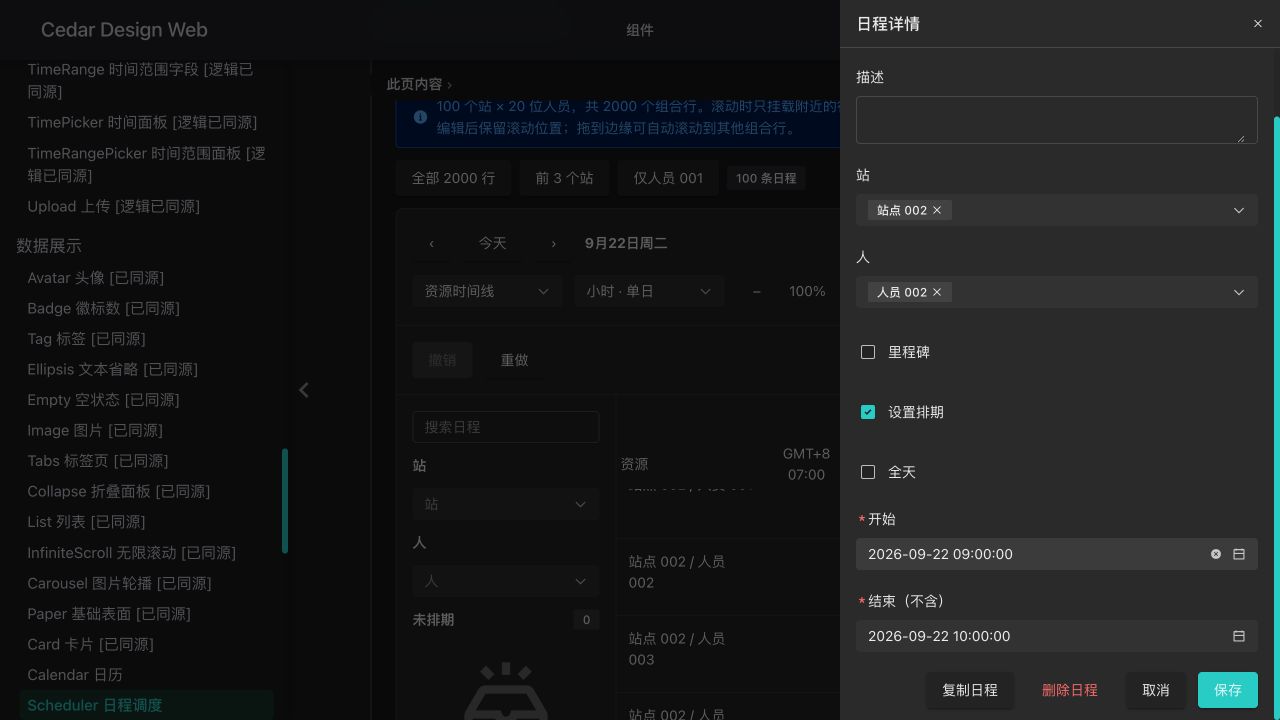 Cedar Design Web
组件
TimeRange 时间范围字段 [逻辑已
同源]
TimePicker 时间面板 [逻辑已同源]
TimeRangePicker 时间范围面板 [逻
辑已同源]
Upload 上传 [逻辑已同源]
数据展示
Avatar 头像 [已同源]
Badge 徽标数 [已同源]
Tag 标签 [已同源]
Ellipsis 文本省略 [已同源]
Empty 空状态 [已同源]
Image 图片 [已同源]
Tabs 标签页 [已同源]
Collapse 折叠面板 [已同源]
List 列表 [已同源]
InfiniteScroll 无限滚动 [已同源]
Carousel 图片轮播 [已同源]
Paper 基础表面 [已同源]
Card 卡片 [已同源]
Calendar 日历
Scheduler 日程调度
此页内容 ›
100 个站 × 20 位人员，共 2000 个组合行。滚动时只挂载附近的
编辑后保留滚动位置；拖到边缘可自动滚动到其他组合行。
全部 2000 行
前 3 个站
仅人员 001
100 条日程
‹
今天
›
9月22日周二
资源时间线
小时 · 单日
−
100%
撤销
重做
搜索日程
站
站
人
人
未排期
0
资源
GMT+8
07:00
站点 002 / 人员
002
站点 002 / 人员
003
站点 002 / 人员
日程详情
描述
站
站点 002
人
人员 002
里程碑
设置排期
全天
* 开始
2026-09-22 09:00:00
* 结束（不含）
2026-09-22 10:00:00
复制日程
删除日程
取消
保存